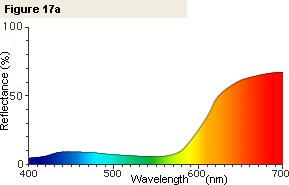 Figure 17a
100
50
0
Reflectance (%)
400 500 600 700
Wavelength (nm)